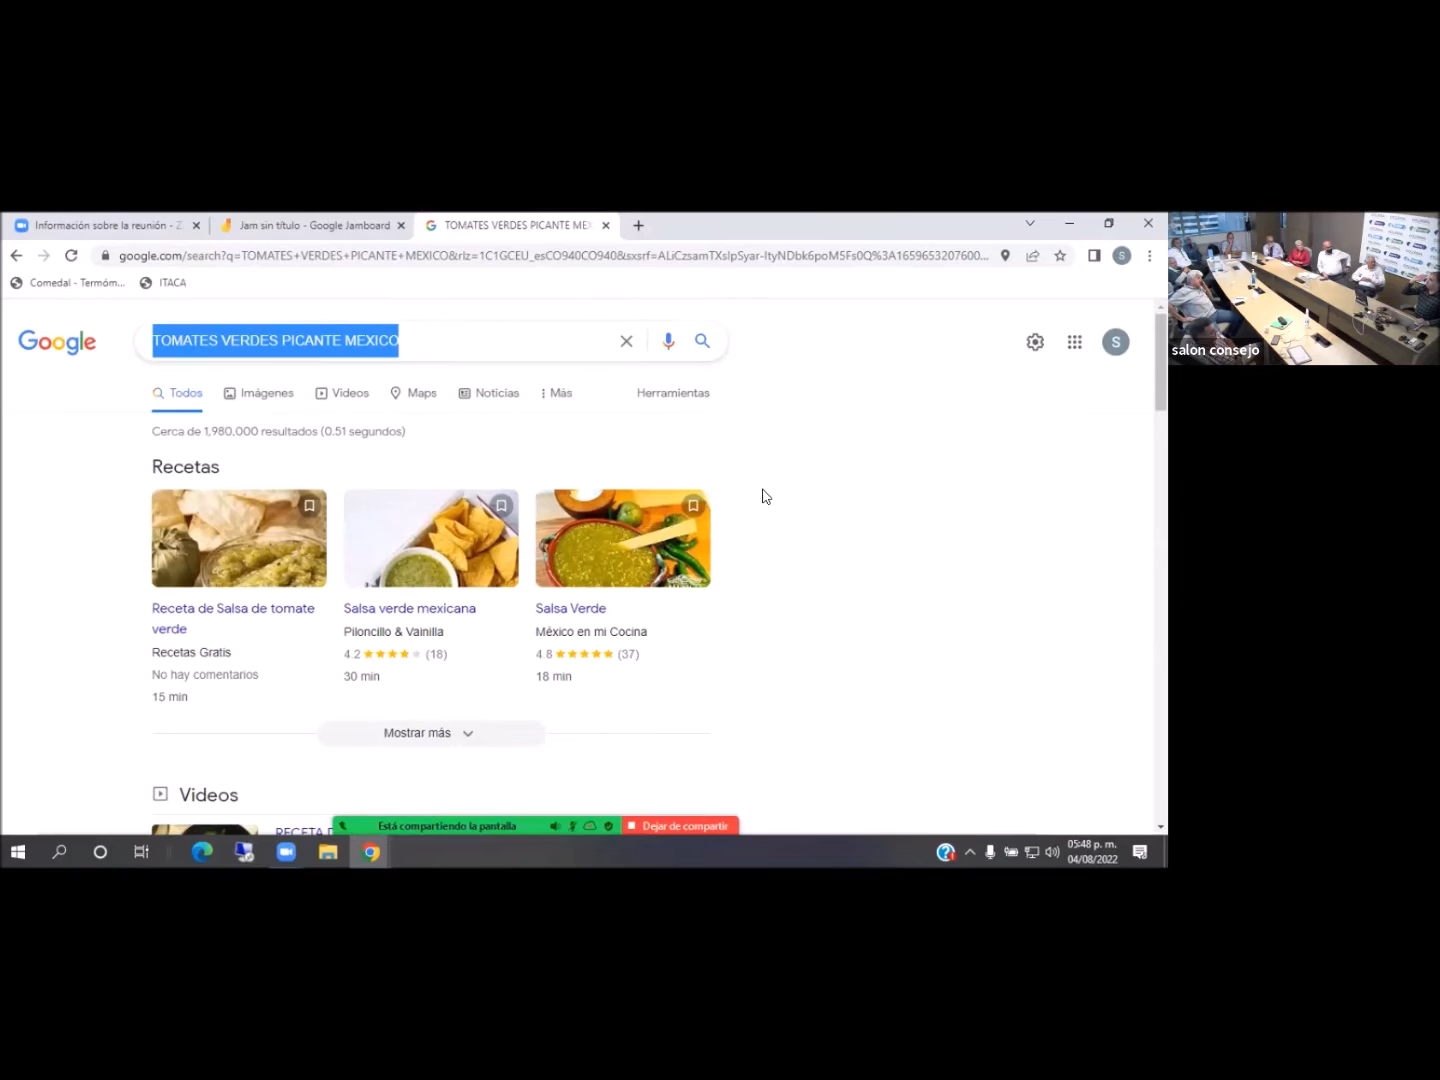 Información sobre la reunión - Z
Jam sin título - Google Jamboard
TOMATES VERDES PICANTE MEX
google.com/search?q=TOMATES+VERDES+PICANTE+MEXICO&rlz=1C1GCEU_esCO940CO940&sxsrf=ALiCzsamTXsIpSyar-ItyNDbk6poM5Fs0Q%3A1659653207600...
S
Comedal - Termóm...
ITACA
Google
TOMATES VERDES PICANTE MEXICO
S
Todos
Imágenes
Videos
Maps
Noticias
Más
Herramientas
Cerca de 1,980,000 resultados (0.51 segundos)
Recetas
Receta de Salsa de tomate
verde
Recetas Gratis
No hay comentarios
15 min
Salsa verde mexicana
Piloncillo & Vainilla
4.2 (18)
30 min
Salsa Verde
México en mi Cocina
4.8 (37)
18 min
Mostrar más
Videos
RECETA D
Está compartiendo la pantalla
Dejar de compartir
05:48 p. m.
04/08/2022
salon consejo